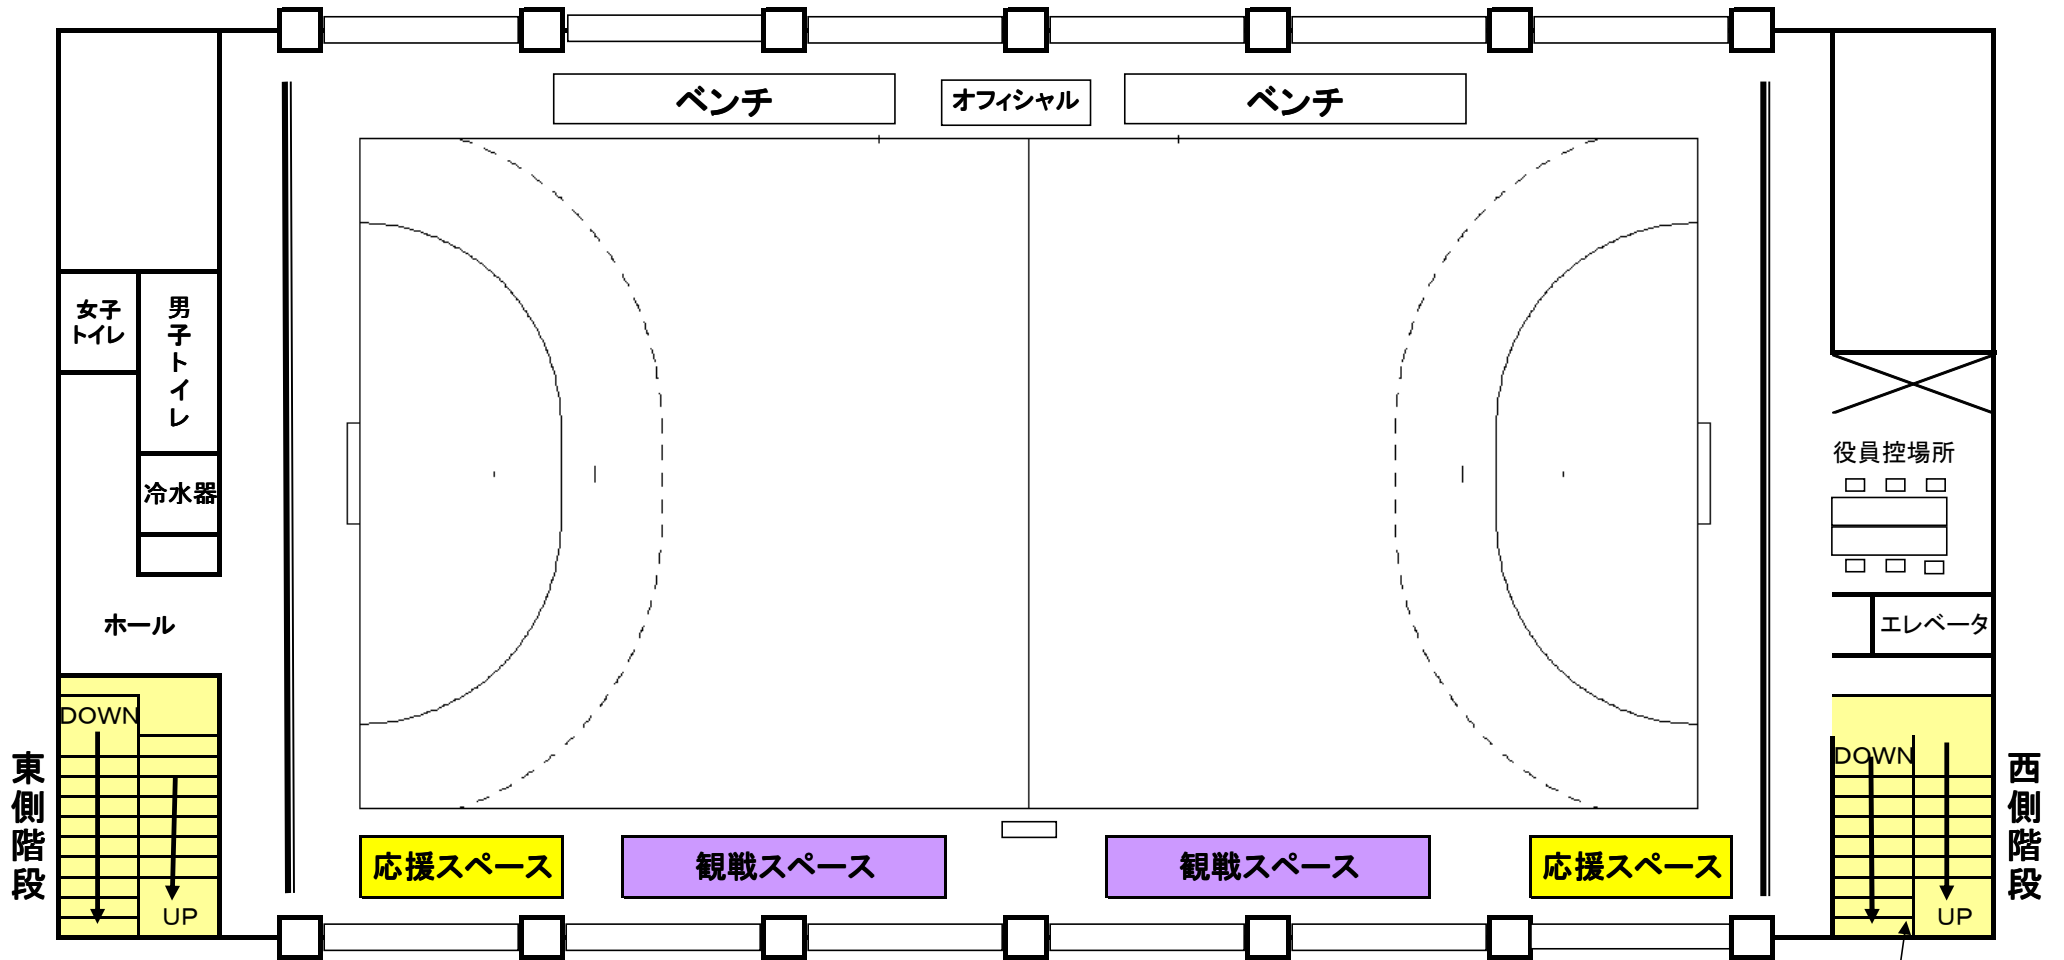 ベンチ
オフィシャル
ベンチ
女子
トイレ
男子トイレ
冷水器
ホール
役員控場所
エレベータ
DOWN
UP
東側階段
DOWN
UP
西側階段
応援スペース
観戦スペース
観戦スペース
応援スペース